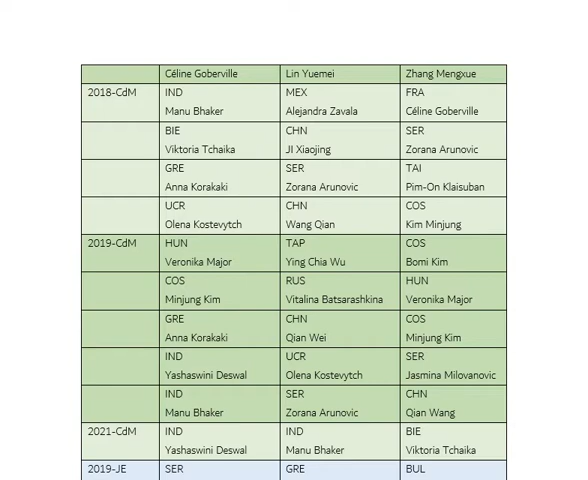 Céline Goberville Lin Yuemei Zhang Mengxue
2018-CdM IND MEX FRA
Manu Bhaker Alejandra Zavala Céline Goberville
BIE CHN SER
Viktoria Tchaika JI Xiaojing Zorana Arunovic
GRE SER TAI
Anna Korakaki Zorana Arunovic Pim-On Klaisuban
UCR CHN COS
Olena Kostevytch Wang Qian Kim Minjung
2019-CdM HUN TAP COS
Veronika Major Ying Chia Wu Bomi Kim
COS RUS HUN
Minjung Kim Vitalina Batsarashkina Veronika Major
GRE CHN COS
Anna Korakaki Qian Wei Minjung Kim
IND UCR SER
Yashaswini Deswal Olena Kostevytch Jasmina Milovanovic
IND SER CHN
Manu Bhaker Zorana Arunovic Qian Wang
2021-CdM IND IND BIE
Yashaswini Deswal Manu Bhaker Viktoria Tchaika
2019-JE SER GRE BUL